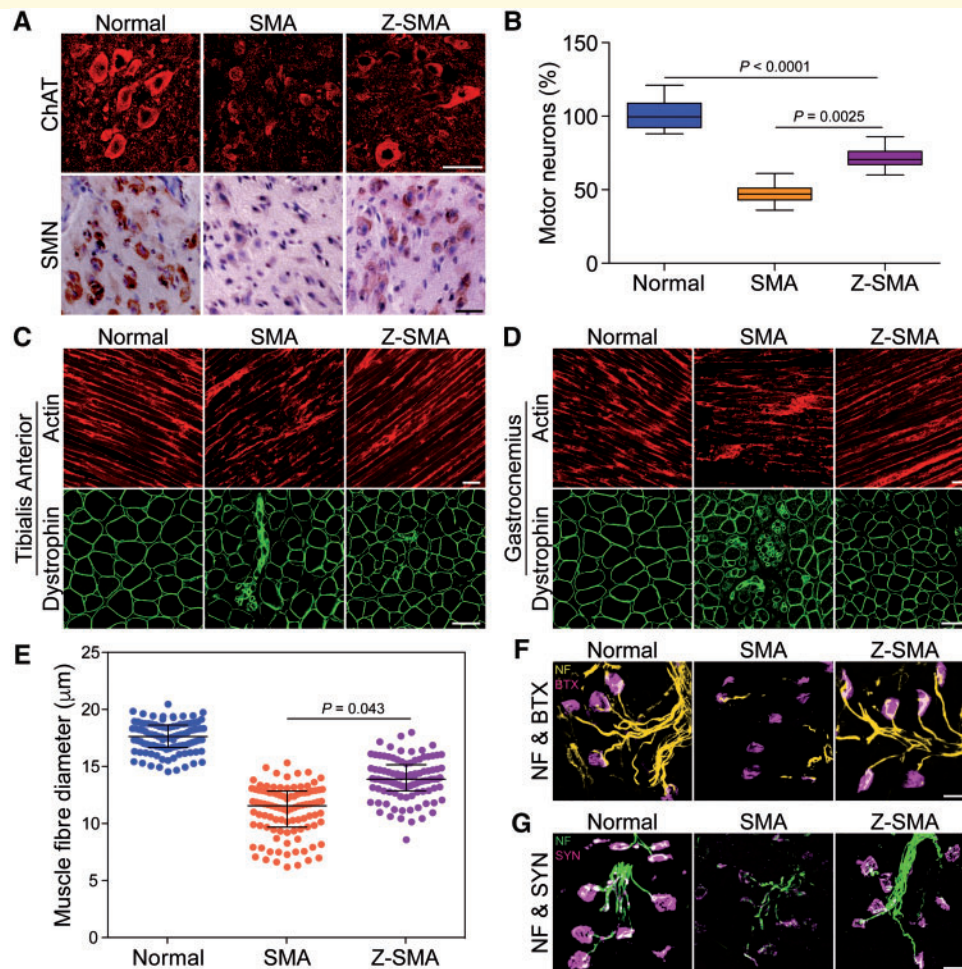 A
Normal SMA Z-SMA
ChAT
SMN
B
Motor neurons (%)
150
100
50
0
P < 0.0001
P = 0.0025
Normal SMA Z-SMA
C
Normal SMA Z-SMA
Tibialis Anterior
Actin
Dystrophin
D
Normal SMA Z-SMA
Gastrocnemius
Actin
Dystrophin
E
Muscle fibre diameter (μm)
25
20
15
10
5
0
P = 0.043
Normal SMA Z-SMA
F
Normal SMA Z-SMA
NF & BTX
NF
BTX
G
Normal SMA Z-SMA
NF & SYN
NF
SYN